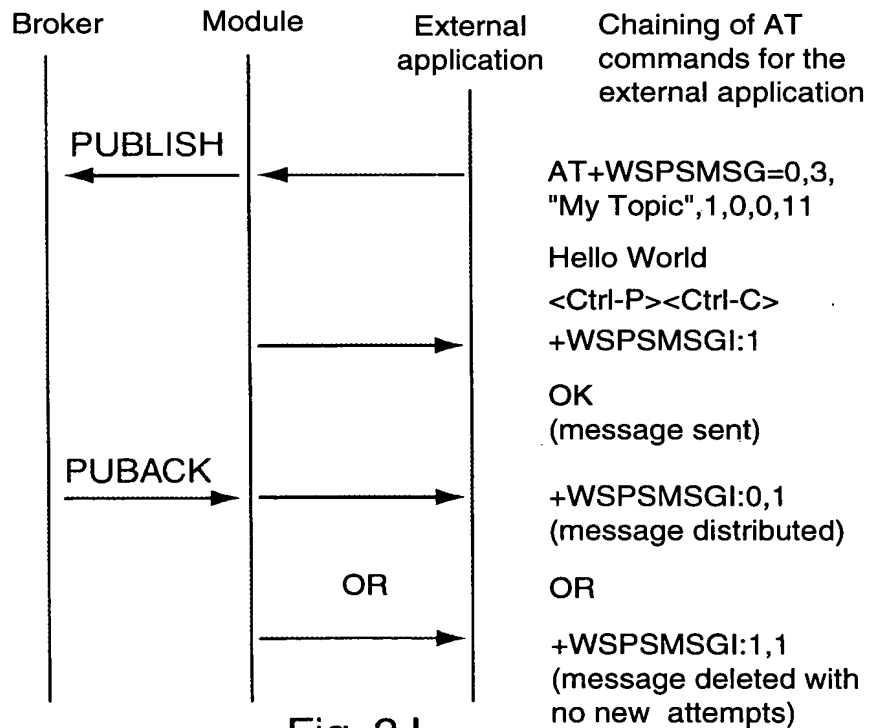 Broker
Module
External
application
Chaining of AT
commands for the
external application
PUBLISH
AT+WSPSMSG=0,3,
"My Topic",1,0,0,11
Hello World
<Ctrl-P><Ctrl-C>
+WSPSMSGI:1
OK
(message sent)
PUBACK
+WSPSMSGI:0,1
(message distributed)
OR
OR
+WSPSMSGI:1,1
(message deleted with
no new attempts)